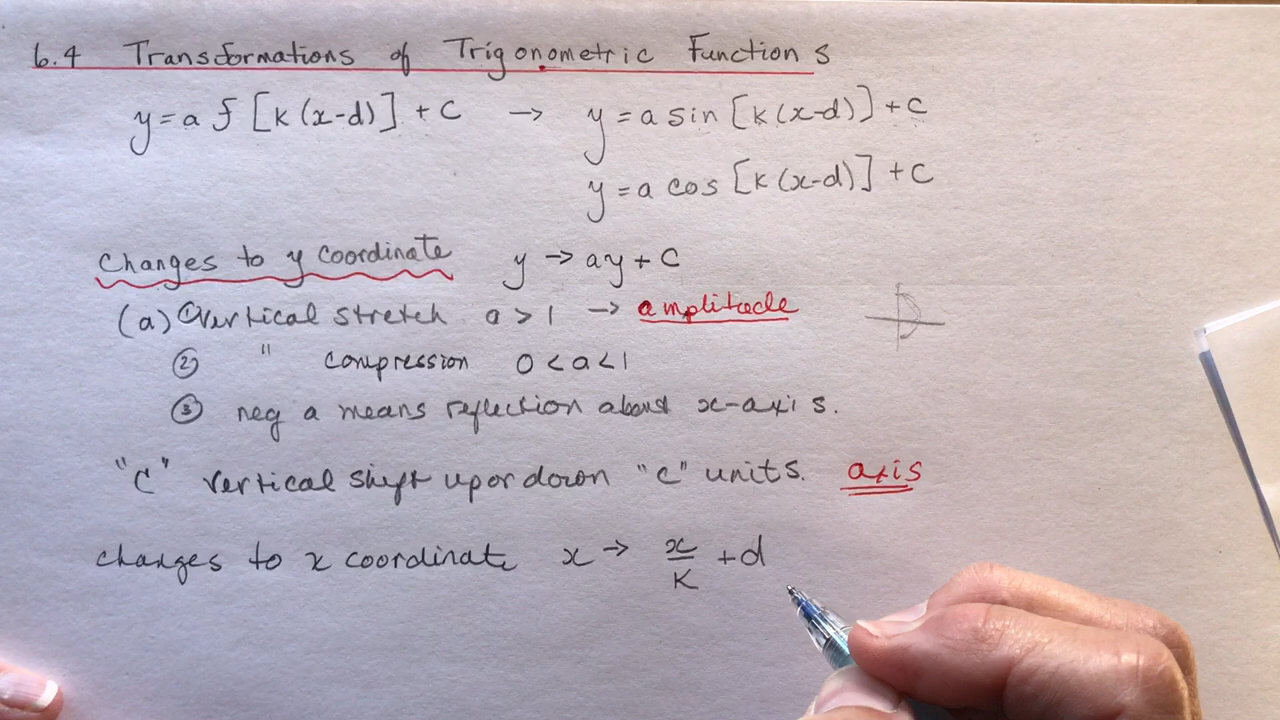 6.4 Transformations of Trigonometric Functions
y = a f [k(x-d)] + C → y = a sin [k(x-d)] + C
y = a cos [k(x-d)] + C
Changes to y coordinate y → ay + C
(a) ① Vertical stretch a > 1 → amplitude
② " compression 0 < a < 1
③ neg a means reflection about x-axis.
"C" vertical shift up or down "c" units. axis
changes to x coordinate x → x/K + d